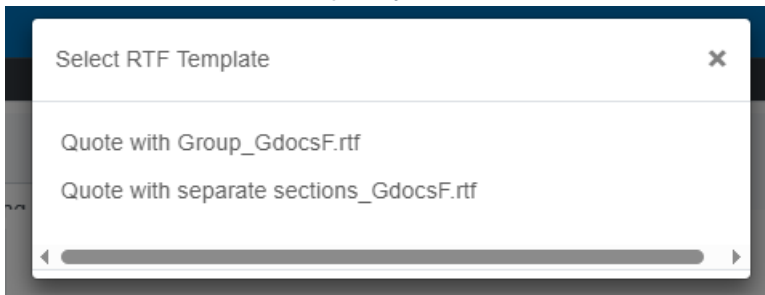 Select RTF Template
Quote with Group_GdocsF.rtf
Quote with separate sections_GdocsF.rtf